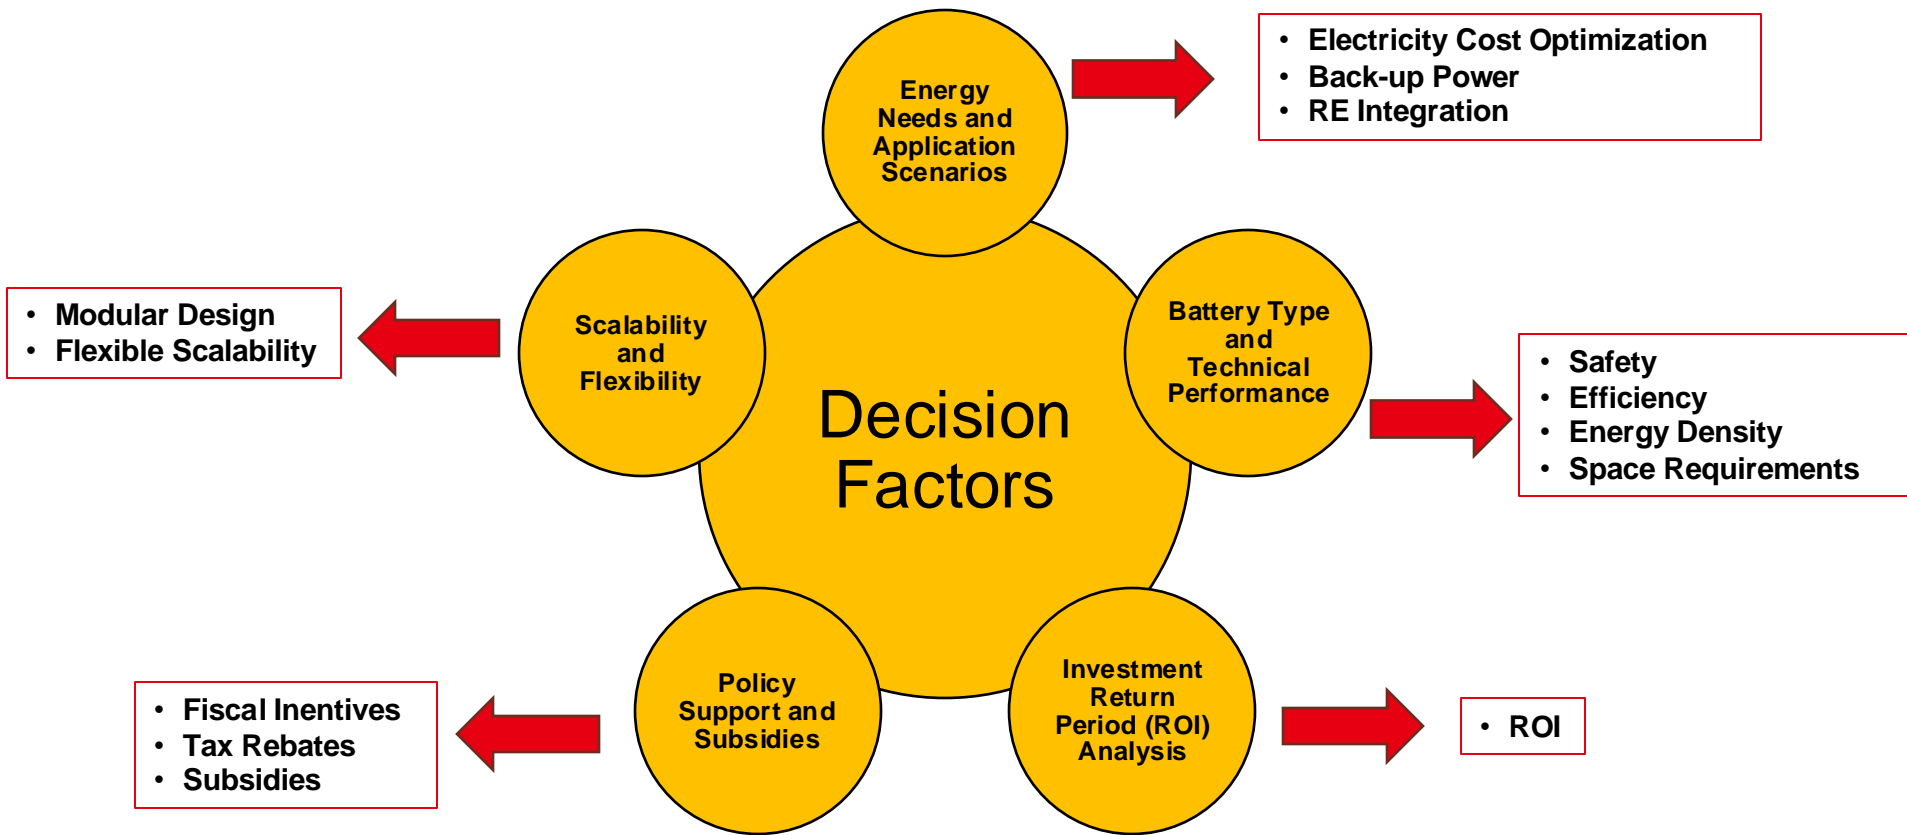 Energy
Needs and
Application
Scenarios
• Electricity Cost Optimization
• Back-up Power
• RE Integration
Battery Type
and
Technical
Performance
• Safety
• Efficiency
• Energy Density
• Space Requirements
Scalability
and
Flexibility
• Modular Design
• Flexible Scalability
Decision
Factors
Policy
Support and
Subsidies
• Fiscal Inentives
• Tax Rebates
• Subsidies
Investment
Return
Period (ROI)
Analysis
• ROI